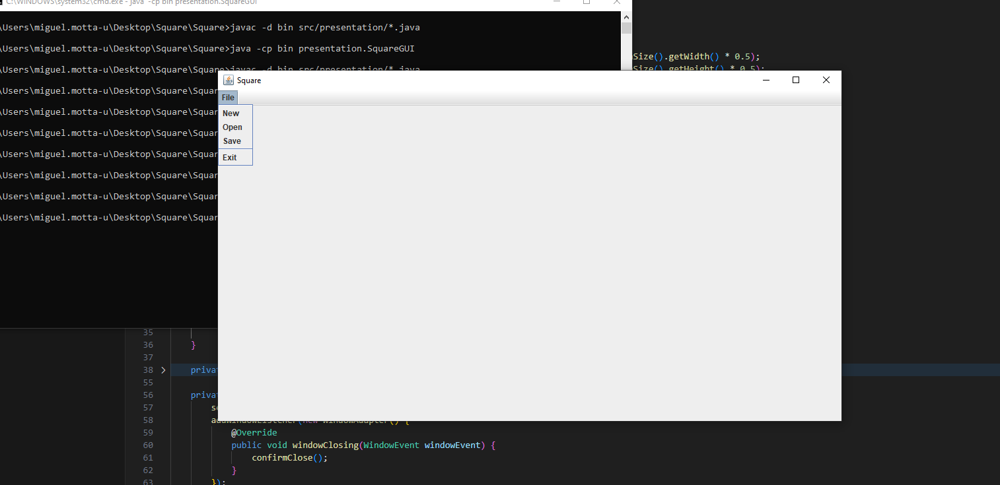 C:\WINDOWS\system32\cmd.exe - java -cp bin presentation.SquareGUI
\Users\miguel.motta-u\Desktop\Square\Square>javac -d bin src/presentation/*.java
\Users\miguel.motta-u\Desktop\Square\Square>java -cp bin presentation.SquareGUI
Size().getWidth() * 0.5);
\Users\miguel.motta-u\Desktop\Square\Square>javac -d bin src/presentation/*.java
Size().getHeight() * 0.5);
Square
\Users\miguel.motta-u\Desktop\Square\Squar
File
\Users\miguel.motta-u\Desktop\Square\Squar
New
Open
\Users\miguel.motta-u\Desktop\Square\Squar
Save
\Users\miguel.motta-u\Desktop\Square\Squar
Exit
\Users\miguel.motta-u\Desktop\Square\Squar
\Users\miguel.motta-u\Desktop\Square\Squar
\Users\miguel.motta-u\Desktop\Square\Squar
35
36 }
37
38 privat
55
56 privat
57 se
58 addWindowListener(new WindowAdapter() {
59 @Override
60 public void windowClosing(WindowEvent windowEvent) {
61 confirmClose();
62 }
63 });